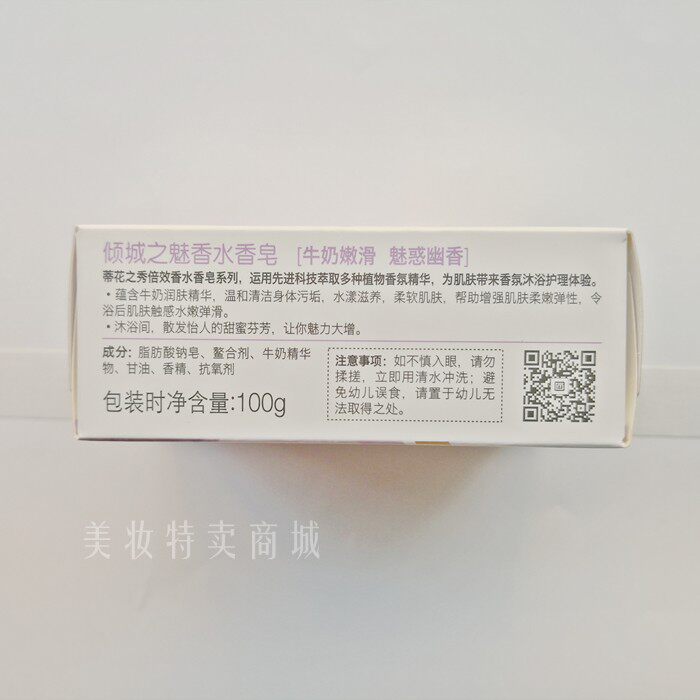 倾城之魅香水香皂 [牛奶嫩滑 魅惑幽香]
蒂花之秀倍效香水香皂系列，运用先进科技萃取多种植物香氛精华，为肌肤带来香氛沐浴护理体验。
·蕴含牛奶润肤精华，温和清洁身体污垢，水漾滋养，柔软肌肤，帮助增强肌肤柔嫩弹性，令
浴后肌肤触感水嫩弹滑。
·沐浴间，散发怡人的甜蜜芬芳，让你魅力大增。
成分：脂肪酸钠皂、鳌合剂、牛奶精华
物、甘油、香精、抗氧剂
包装时净含量:100g
注意事项：如不慎入眼，请勿
揉搓，立即用清水冲洗；避
免幼儿误食，请置于幼儿无
法取得之处。
美妆特卖商城